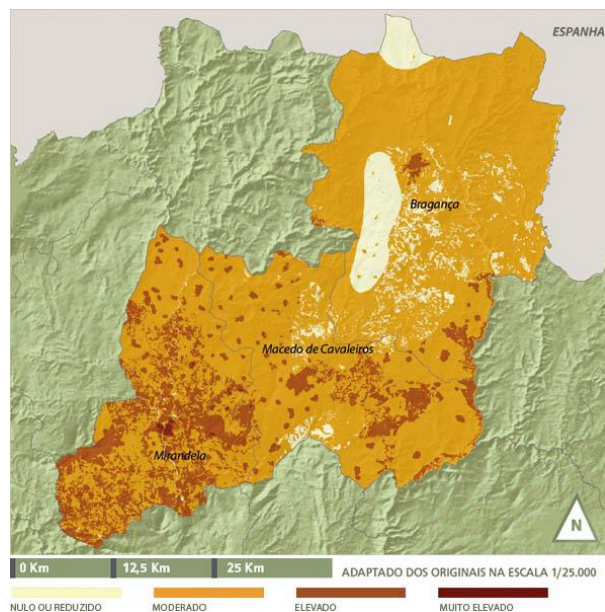 ESPANHA
Bragança
Macedo de Cavaleiros
Mirandela
N
0 Km 12,5 Km 25 Km ADAPTADO DOS ORIGINAIS NA ESCALA 1/25.000
NULO OU REDUZIDO MODERADO ELEVADO MUITO ELEVADO